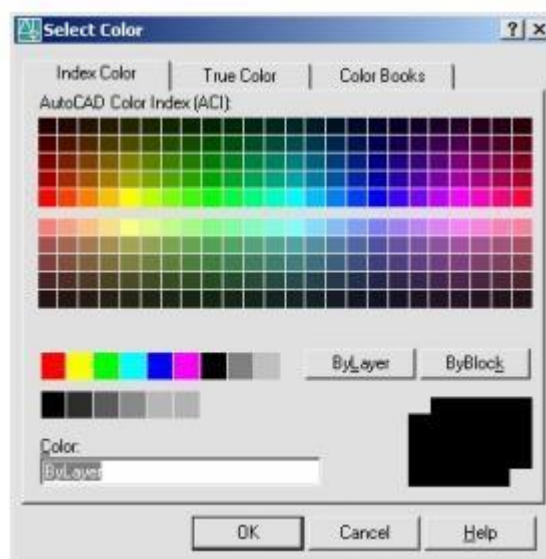 Select Color
Index Color True Color Color Books
AutoCAD Color Index (ACI):
ByLayer ByBlock
Color:
ByLayer
OK Cancel Help